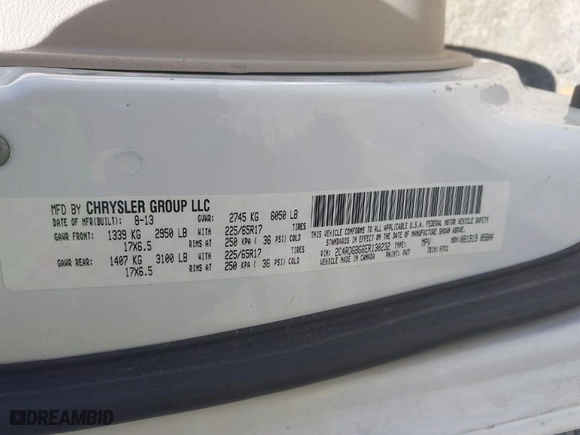 MFD BY CHRYSLER GROUP LLC
DATE OF MFR(BUILT): 8-13 GVWR: 2745 KG 6050 LB
GAWR FRONT: 1339 KG 2950 LB WITH 225/65R17
17X6.5 RIMS AT 250 KPA ( 36 PSI) COLD
GAWR REAR: 1407 KG 3100 LB WITH 225/65R17
17X6.5 RIMS AT 250 KPA ( 36 PSI) COLD
THIS VEHICLE CONFORMS TO ALL APPLICABLE U.S.A. FEDERAL MOTOR VEHICLE SAFETY
STANDARDS IN EFFECT ON THE DATE OF MANUFACTURE SHOWN ABOVE.
VIN: TYPE: MPV
VEHICLE MADE IN CANADA PAINT: PW7 TRIM:
DREAMBID